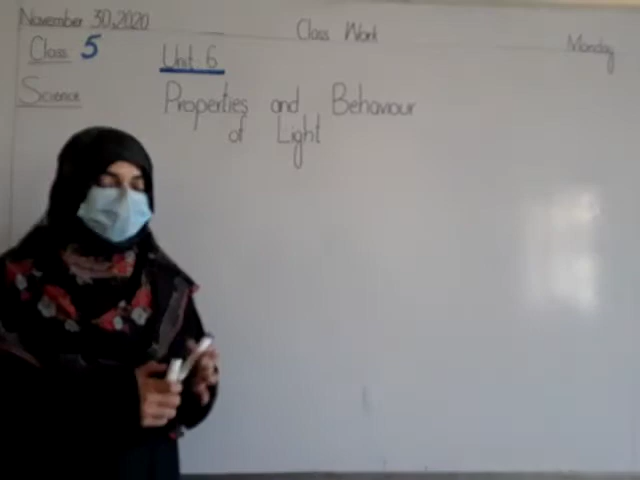 November 30,2020 Class Work Monday
Class 5 Unit 6
Science Properties and Behaviour
of Light